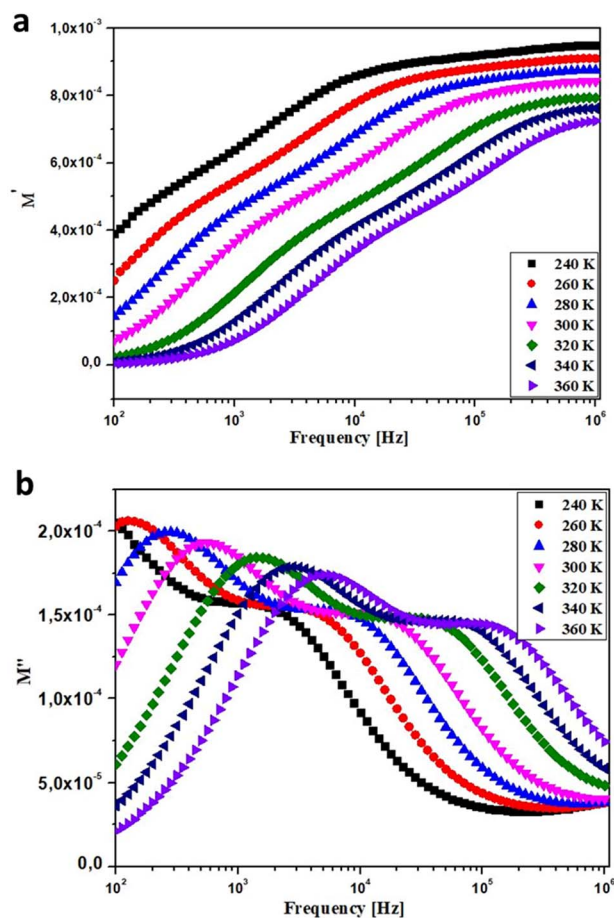 a
1,0x10⁻³
8,0x10⁻⁴
6,0x10⁻⁴
4,0x10⁻⁴
2,0x10⁻⁴
0,0
M'
240 K
260 K
280 K
300 K
320 K
340 K
360 K
10² 10³ 10⁴ 10⁵ 10⁶
Frequency [Hz]
b
2,0x10⁻⁴
1,5x10⁻⁴
1,0x10⁻⁴
5,0x10⁻⁵
0,0
M"
240 K
260 K
280 K
300 K
320 K
340 K
360 K
10² 10³ 10⁴ 10⁵ 10⁶
Frequency [Hz]